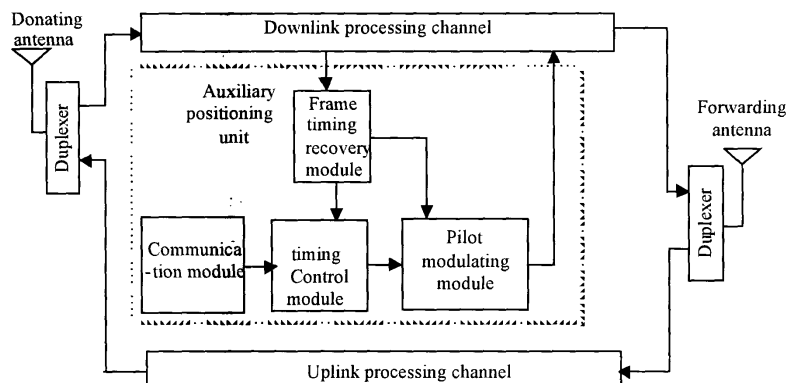 Donating
antenna
Downlink processing channel
Auxiliary
positioning
unit
Frame
timing
recovery
module
Forwarding
antenna
Duplexer
Duplexer
Communica
-tion module
timing
Control
module
Pilot
modulating
module
Uplink processing channel